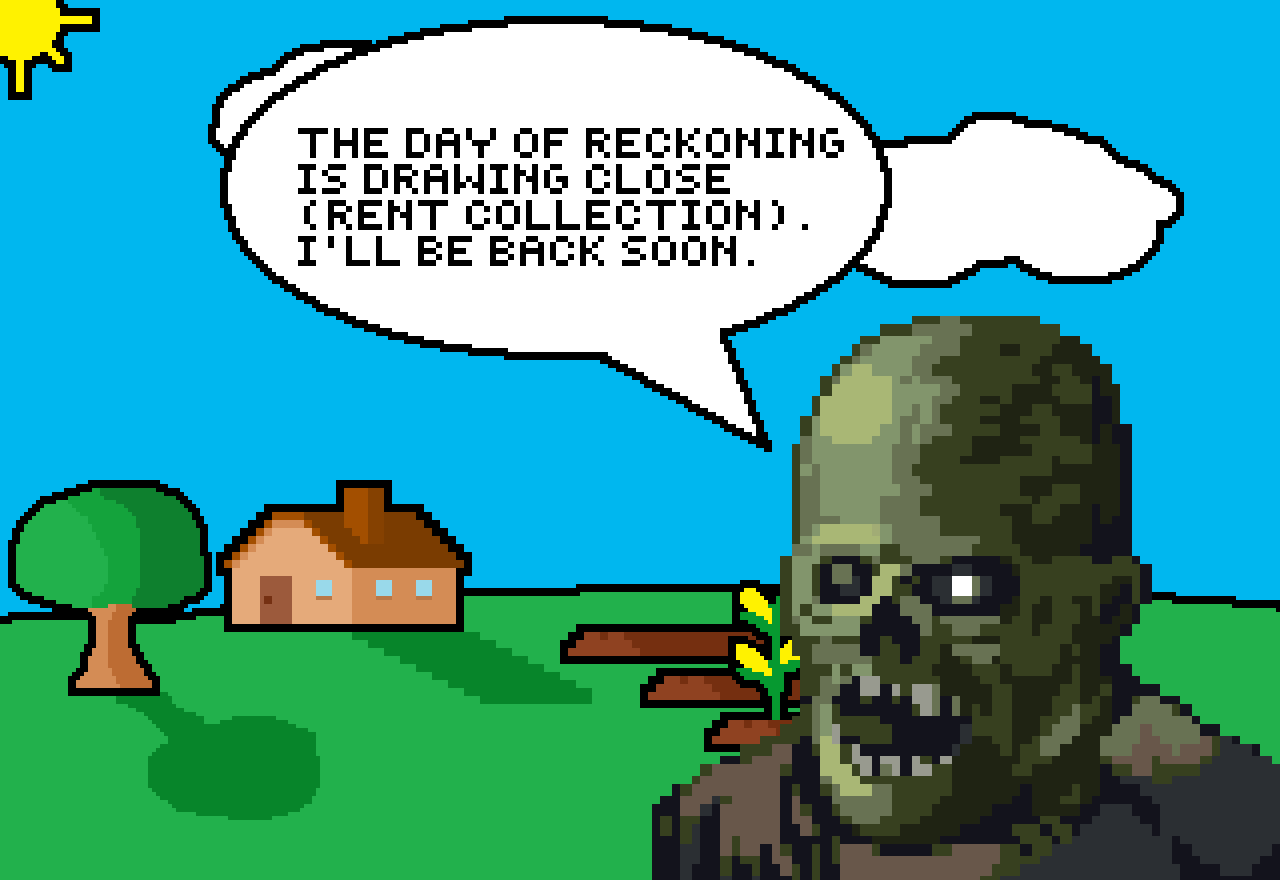 THE DAY OF RECKONING
IS DRAWING CLOSE
(RENT COLLECTION).
I'LL BE BACK SOON.